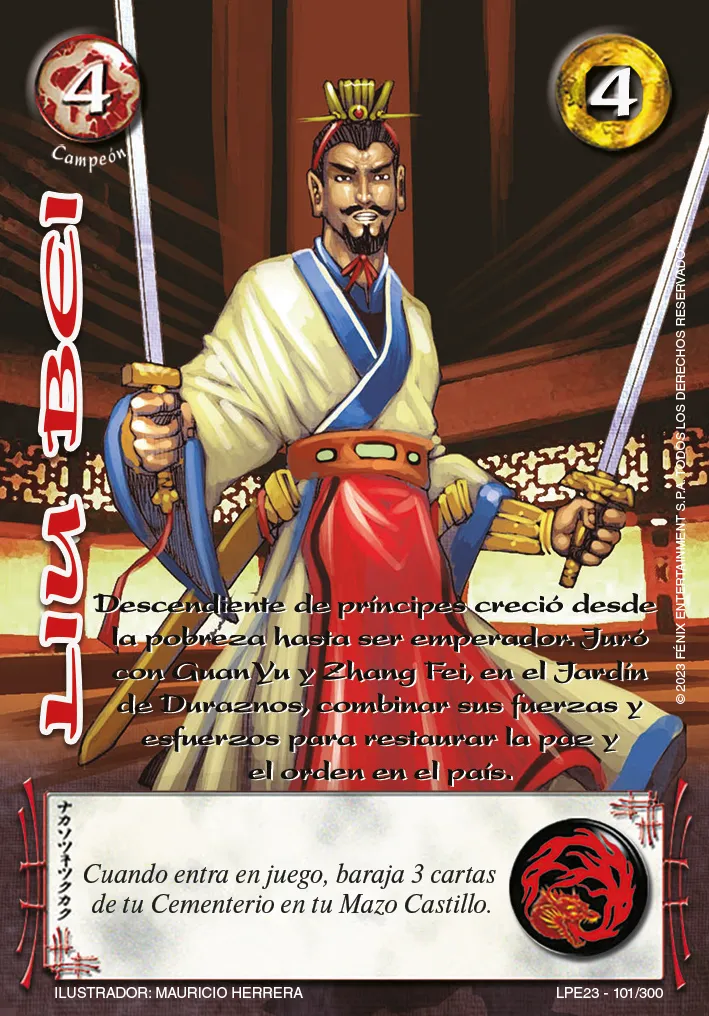 4
Campeón
4
LIU BEI
Descendiente de príncipes creció desde
la pobreza hasta ser emperador. Juró
con Guan Yu y Zhang Fei, en el Jardín
de Duraznos, combinar sus fuerzas y
esfuerzos para restaurar la paz y
el orden en el país.
© 2023 FÉNIX ENTERTAINMENT S.P.A. TODOS LOS DERECHOS RESERVADOS
ナカソツネツクカク
Cuando entra en juego, baraja 3 cartas
de tu Cementerio en tu Mazo Castillo.
ILUSTRADOR: MAURICIO HERRERA
LPE23 - 101/300